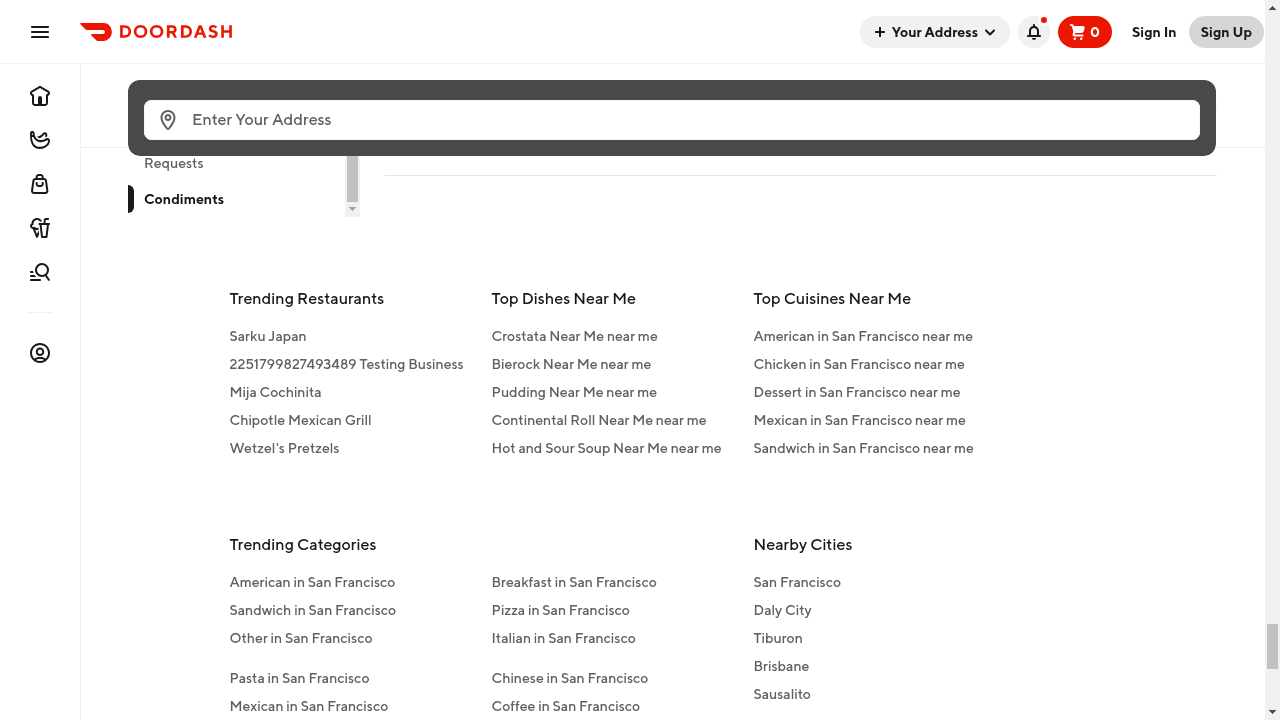 DOORDASH
Your Address
0
Sign In
Sign Up
Enter Your Address
Requests
Condiments
Trending Restaurants
Sarku Japan
2251799827493489 Testing Business
Mija Cochinita
Chipotle Mexican Grill
Wetzel's Pretzels
Top Dishes Near Me
Crostata Near Me near me
Bierock Near Me near me
Pudding Near Me near me
Continental Roll Near Me near me
Hot and Sour Soup Near Me near me
Top Cuisines Near Me
American in San Francisco near me
Chicken in San Francisco near me
Dessert in San Francisco near me
Mexican in San Francisco near me
Sandwich in San Francisco near me
Trending Categories
American in San Francisco
Sandwich in San Francisco
Other in San Francisco
Pasta in San Francisco
Mexican in San Francisco
Breakfast in San Francisco
Pizza in San Francisco
Italian in San Francisco
Chinese in San Francisco
Coffee in San Francisco
Nearby Cities
San Francisco
Daly City
Tiburon
Brisbane
Sausalito